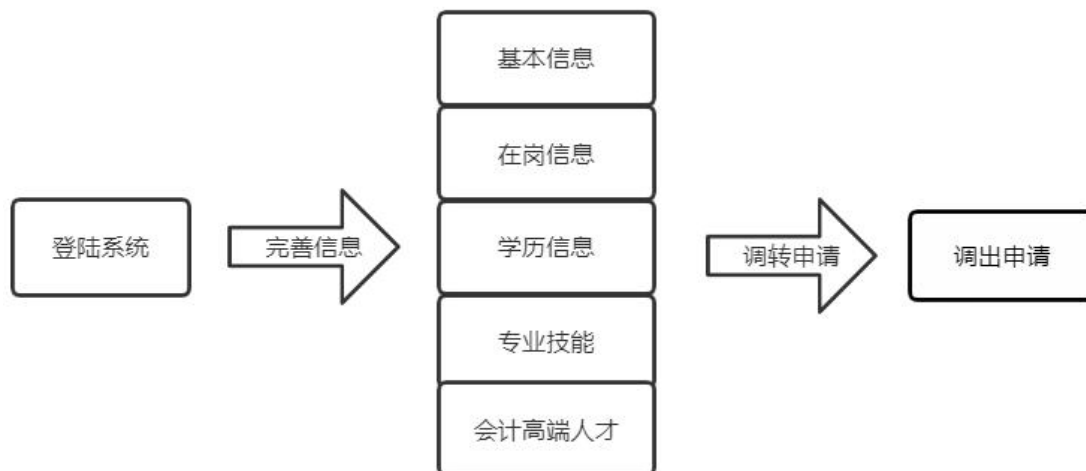 登陆系统
完善信息
基本信息
在岗信息
学历信息
专业技能
会计高端人才
调转申请
调出申请